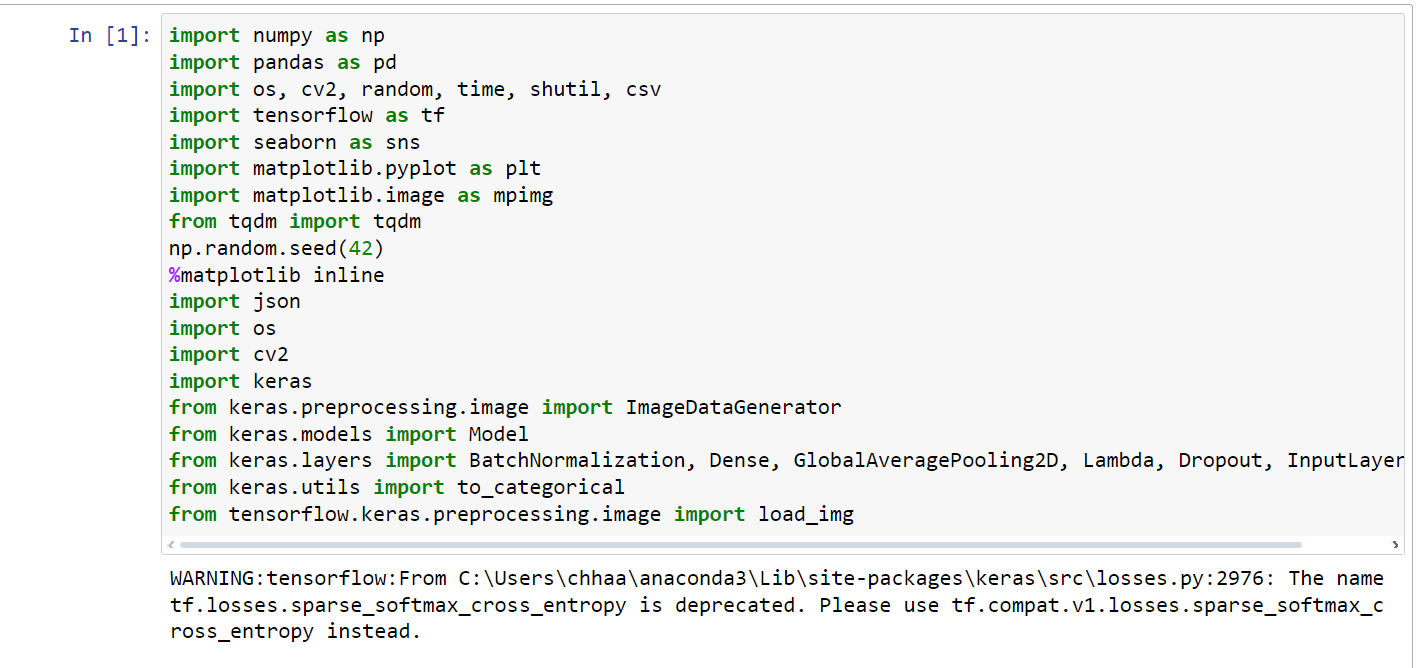 In [1]:
import numpy as np
import pandas as pd
import os, cv2, random, time, shutil, csv
import tensorflow as tf
import seaborn as sns
import matplotlib.pyplot as plt
import matplotlib.image as mpimg
from tqdm import tqdm
np.random.seed(42)
%matplotlib inline
import json
import os
import cv2
import keras
from keras.preprocessing.image import ImageDataGenerator
from keras.models import Model
from keras.layers import BatchNormalization, Dense, GlobalAveragePooling2D, Lambda, Dropout, InputLayer
from keras.utils import to_categorical
from tensorflow.keras.preprocessing.image import load_img
WARNING:tensorflow:From C:\Users\chhaa\anaconda3\Lib\site-packages\keras\src\losses.py:2976: The name
tf.losses.sparse_softmax_cross_entropy is deprecated. Please use tf.compat.v1.losses.sparse_softmax_c
ross_entropy instead.